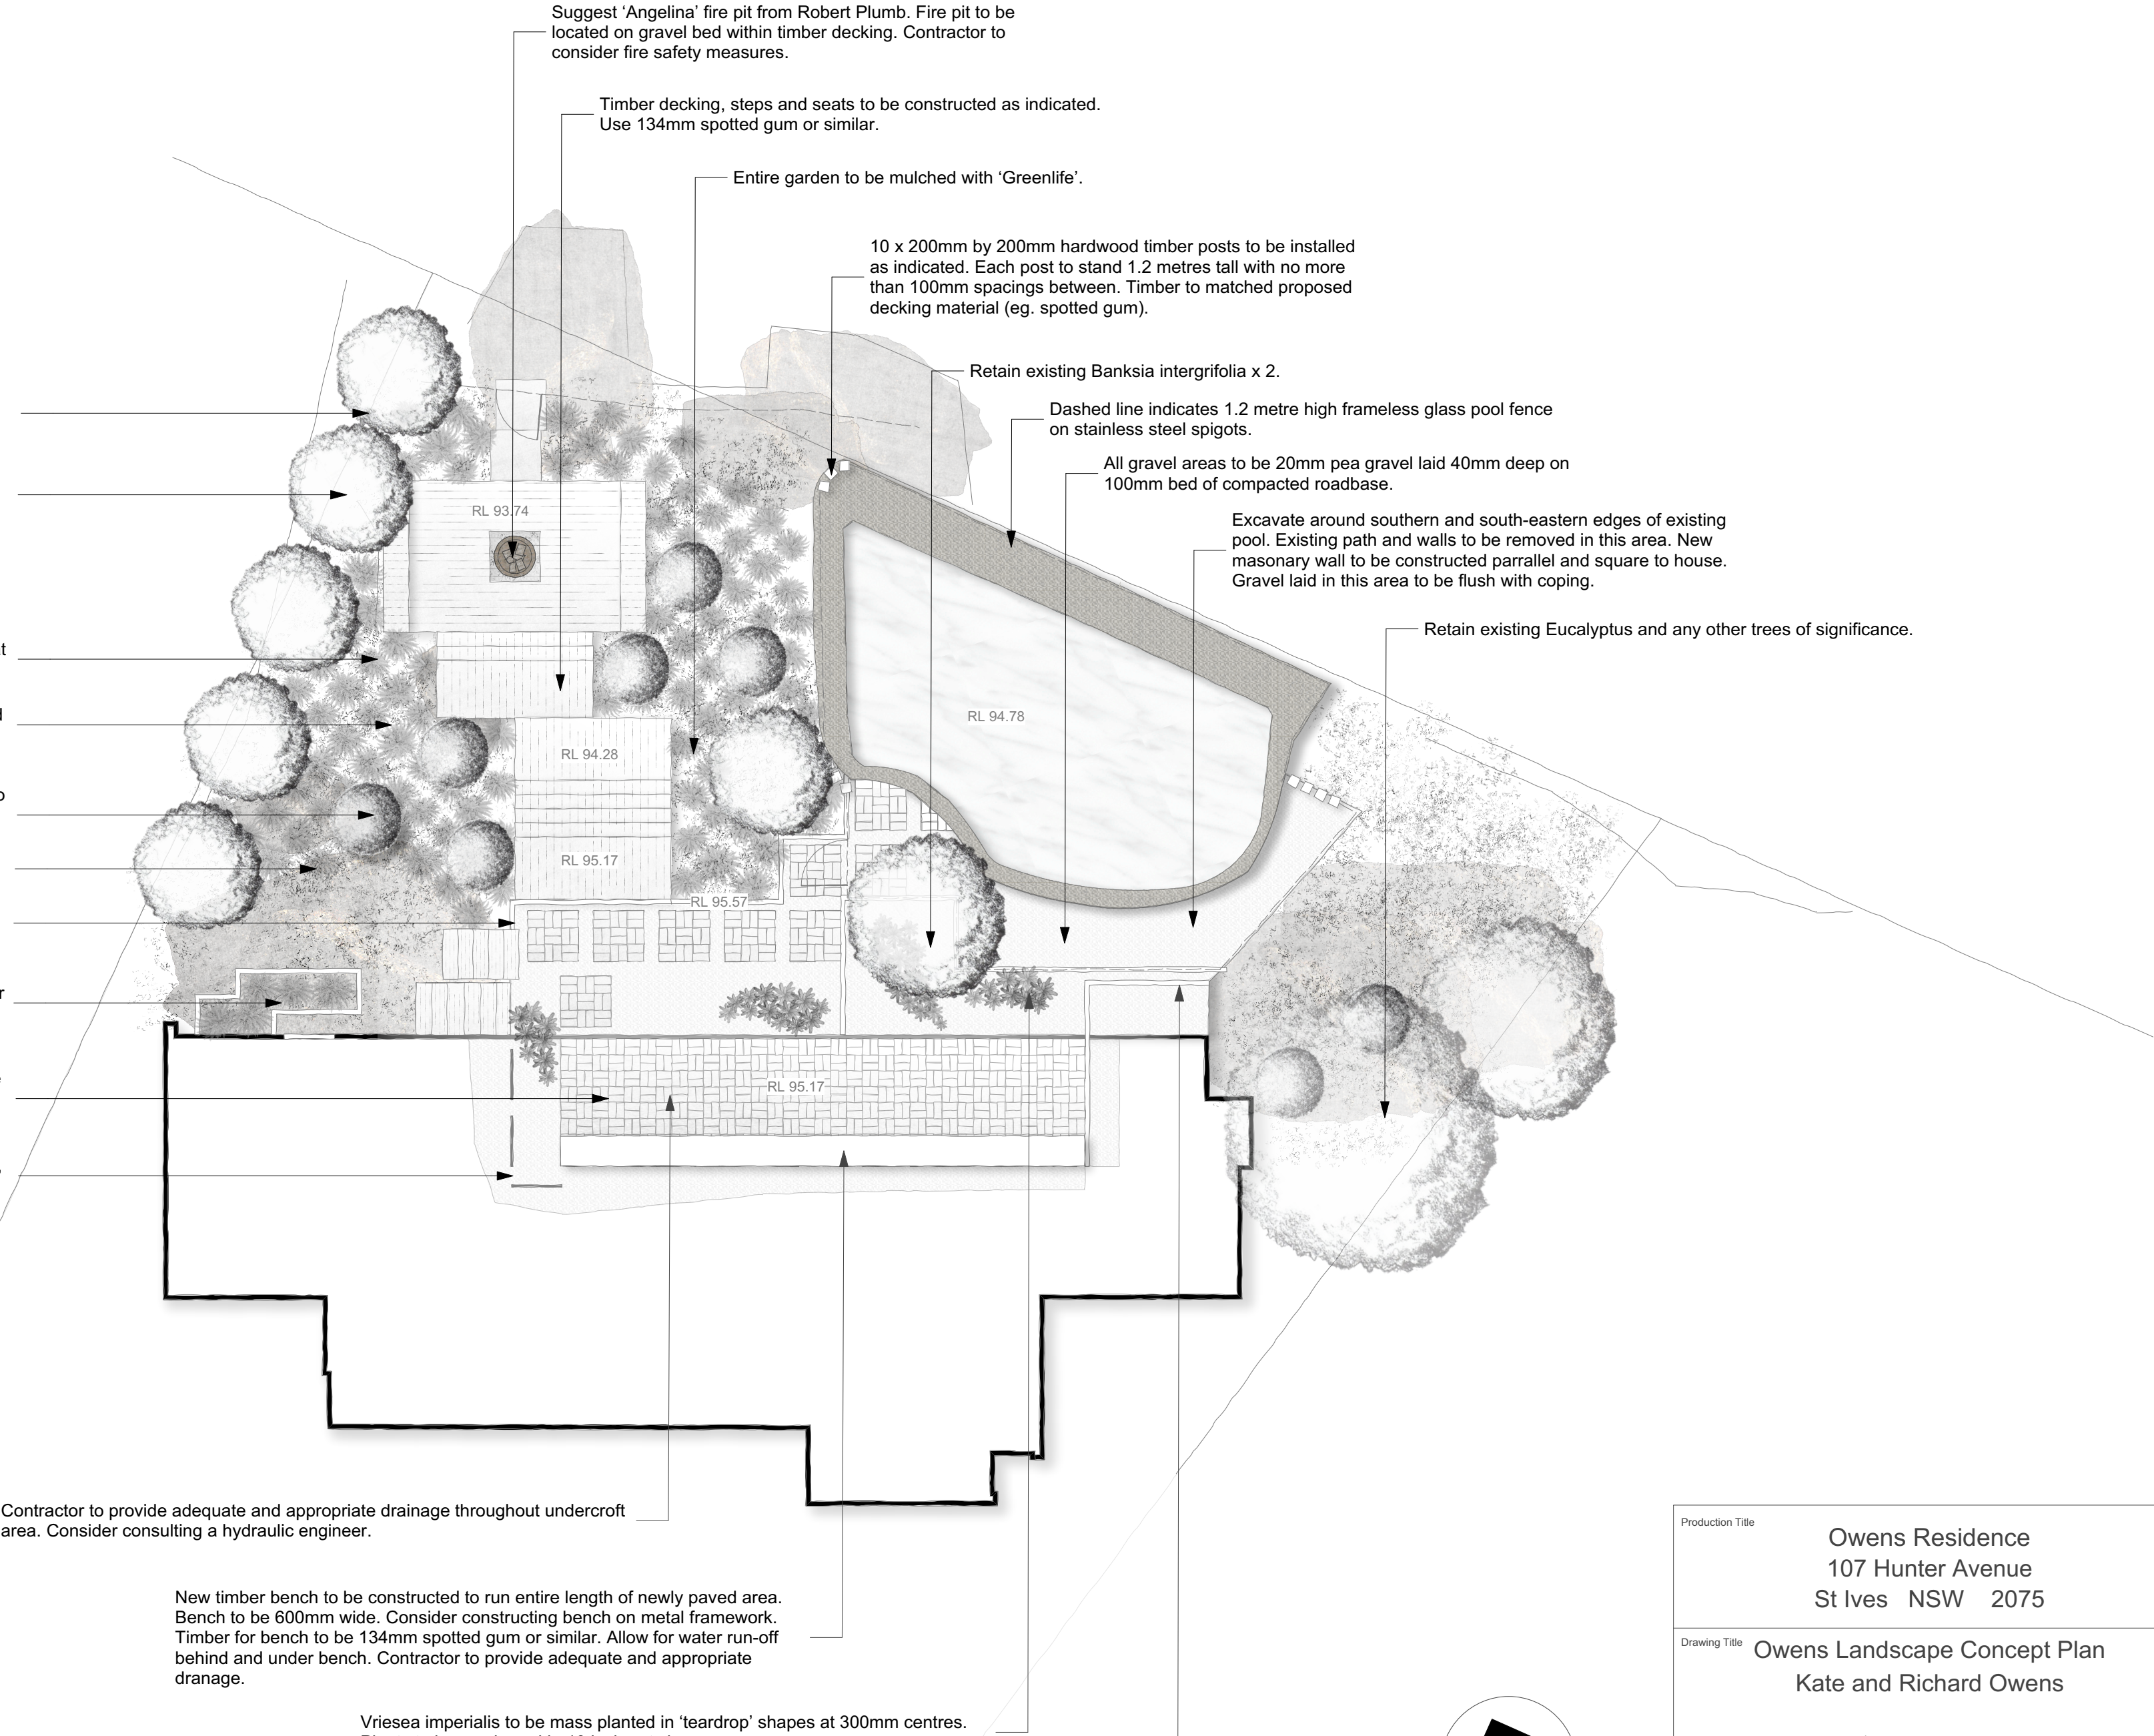 Suggest ‘Angelina’ fire pit from Robert Plumb. Fire pit to be
located on gravel bed within timber decking. Contractor to
consider fire safety measures.
Timber decking, steps and seats to be constructed as indicated.
Use 134mm spotted gum or similar.
Entire garden to be mulched with ‘Greenlife’.
10 x 200mm by 200mm hardwood timber posts to be installed
as indicated. Each post to stand 1.2 metres tall with no more
than 100mm spacings between. Timber to matched proposed
decking material (eg. spotted gum).
Retain existing Banksia intergrifolia x 2.
Dashed line indicates 1.2 metre high frameless glass pool fence
on stainless steel spigots.
All gravel areas to be 20mm pea gravel laid 40mm deep on
100mm bed of compacted roadbase.
Excavate around southern and south-eastern edges of existing
pool. Existing path and walls to be removed in this area. New
masonary wall to be constructed parrallel and square to house.
Gravel laid in this area to be flush with coping.
Retain existing Eucalyptus and any other trees of significance.
RL 93.74
RL 94.78
RL 94.28
RL 95.17
RL 95.57
RL 95.17
Contractor to provide adequate and appropriate drainage throughout undercroft
area. Consider consulting a hydraulic engineer.
New timber bench to be constructed to run entire length of newly paved area.
Bench to be 600mm wide. Consider constructing bench on metal framework.
Timber for bench to be 134mm spotted gum or similar. Allow for water run-off
behind and under bench. Contractor to provide adequate and appropriate
dranage.
Vriesea imperialis to be mass planted in ‘teardrop’ shapes at 300mm centres.
Production Title
Owens Residence
107 Hunter Avenue
St Ives NSW 2075
Drawing Title
Owens Landscape Concept Plan
Kate and Richard Owens